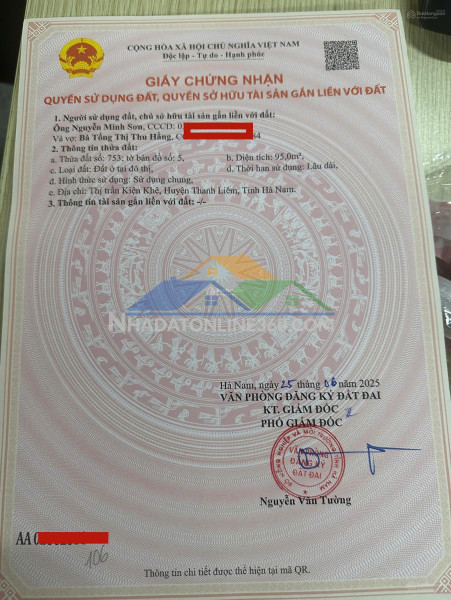 CỘNG HÒA XÃ HỘI CHỦ NGHĨA VIỆT NAM
Độc lập - Tự do - Hạnh phúc
GIẤY CHỨNG NHẬN
QUYỀN SỬ DỤNG ĐẤT, QUYỀN SỞ HỮU TÀI SẢN GẮN LIỀN VỚI ĐẤT
1. Người sử dụng đất, chủ sở hữu tài sản gắn liền với đất:
Ông Nguyễn Minh Sơn, CCCD: 0
Và vợ: Bà Tống Thị Thu Hằng, C 64
2. Thông tin thửa đất:
a. Thửa đất số: 753; tờ bản đồ số: 5, b. Diện tích: 95,0m².
c. Loại đất: Đất ở tại đô thị, d. Thời hạn sử dụng: Lâu dài,
đ. Hình thức sử dụng: Sử dụng chung,
e. Địa chỉ: Thị trấn Kiện Khê, Huyện Thanh Liêm, Tỉnh Hà Nam.
3. Thông tin tài sản gắn liền với đất: -/-
NHADATONLINE360.COM
Hà Nam, ngày 25 tháng 06 năm 2025
VĂN PHÒNG ĐĂNG KÝ ĐẤT ĐAI
KT. GIÁM ĐỐC
PHÓ GIÁM ĐỐC
VĂN PHÒNG
ĐĂNG KÝ
ĐẤT ĐAI
Nguyễn Văn Tường
AA 0
106
Thông tin chi tiết được thể hiện tại mã QR.